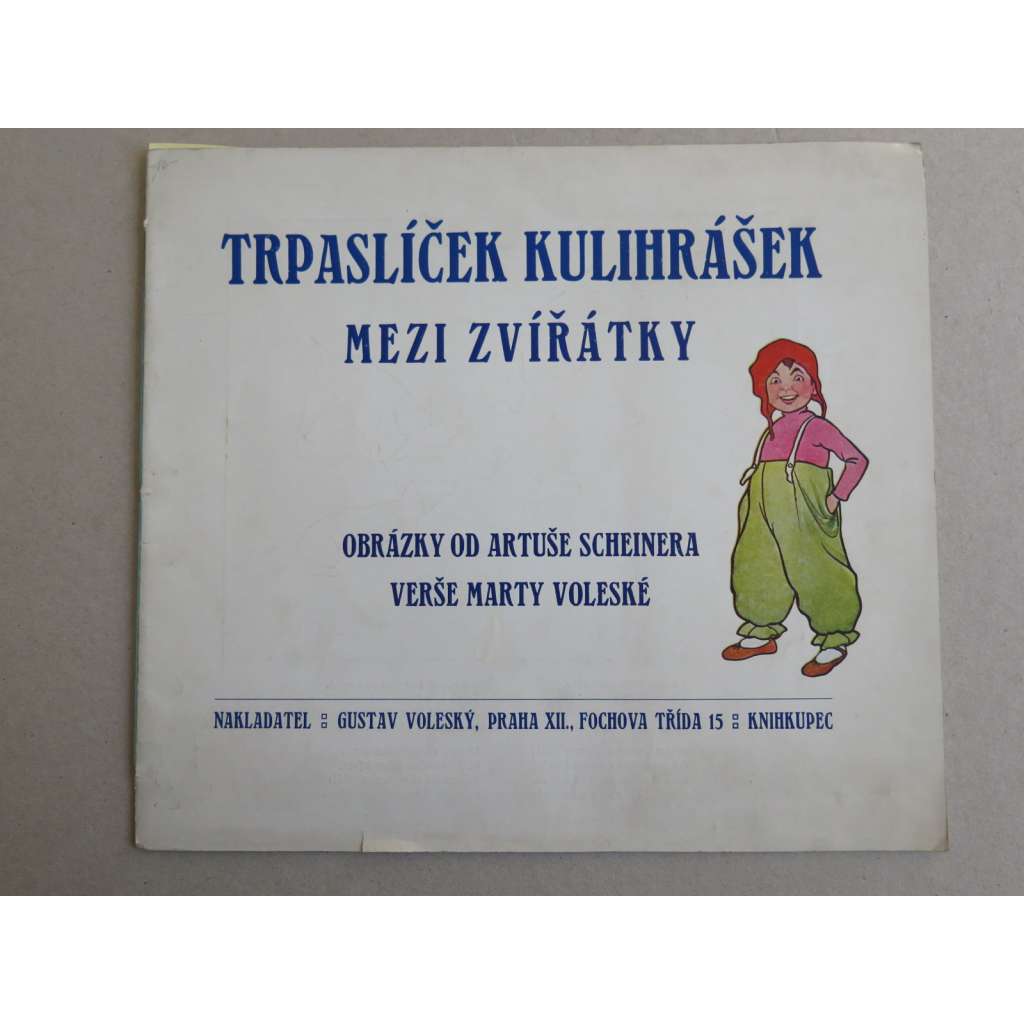 TRPASLÍČEK KULIHRÁŠEK
MEZI ZVÍŘÁTKY
OBRÁZKY OD ARTUŠE SCHEINERA
VERŠE MARTY VOLESKÉ
NAKLADATEL GUSTAV VOLESKÝ, PRAHA XII., FOCHOVA TŘÍDA 15 KNIHKUPEC